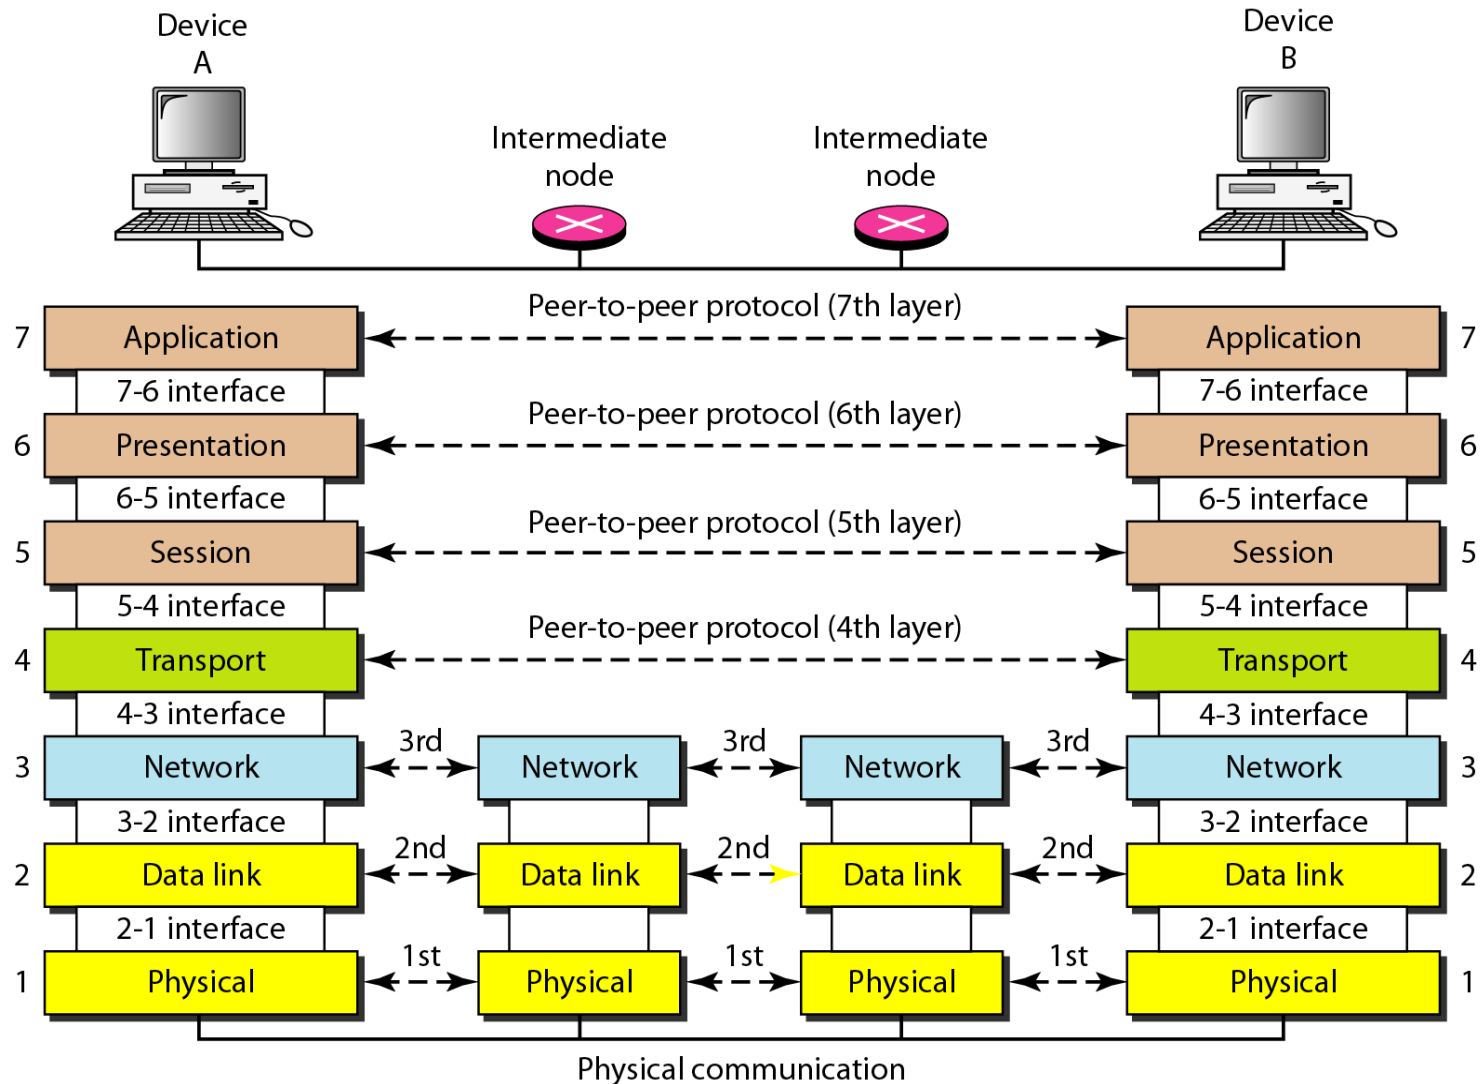 Device
A
Device
B
Intermediate
node
Intermediate
node
Peer-to-peer protocol (7th layer)
7 Application Application 7
7-6 interface 7-6 interface
Peer-to-peer protocol (6th layer)
6 Presentation Presentation 6
6-5 interface 6-5 interface
Peer-to-peer protocol (5th layer)
5 Session Session 5
5-4 interface 5-4 interface
Peer-to-peer protocol (4th layer)
4 Transport Transport 4
4-3 interface 4-3 interface
3rd 3rd 3rd
3 Network Network Network Network 3
3-2 interface 3-2 interface
2nd 2nd 2nd
2 Data link Data link Data link Data link 2
2-1 interface 2-1 interface
1st 1st 1st
1 Physical Physical Physical Physical 1
Physical communication